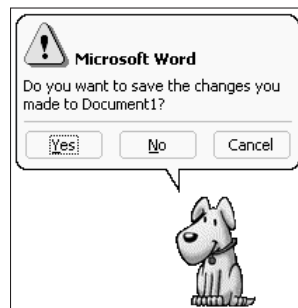 Microsoft Word
Do you want to save the changes you
made to Document1?
Yes No Cancel